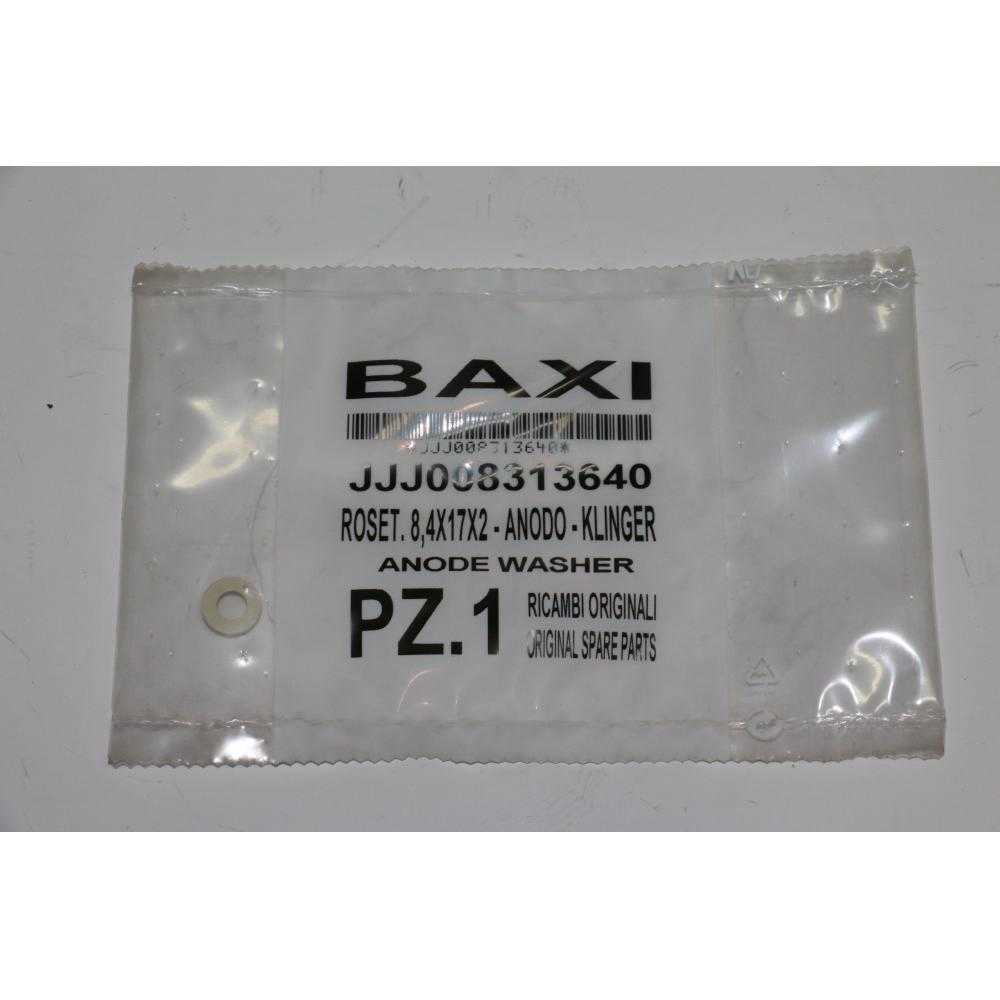 BAXI
*JJJ008313640*
JJJ008313640
ROSET. 8,4X17X2 - ANODO - KLINGER
ANODE WASHER
PZ.1
RICAMBI ORIGINALI
ORIGINAL SPARE PARTS